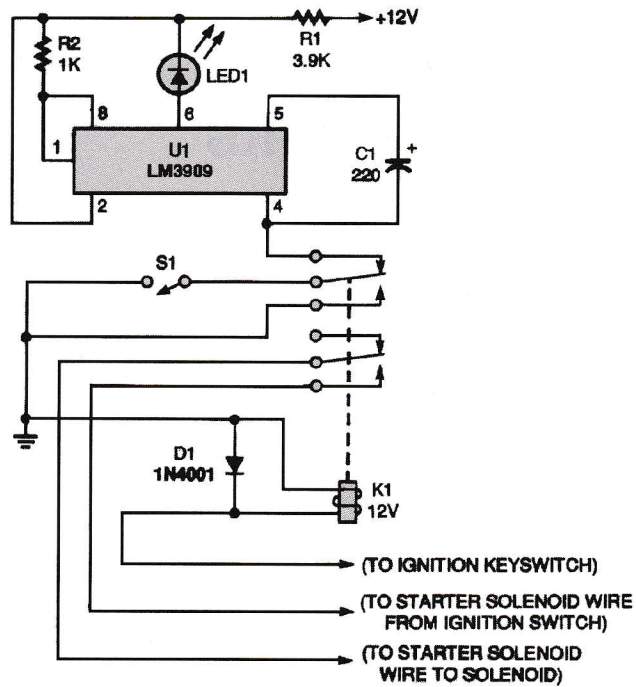 +12V
R2
1K
R1
3.9K
LED1
8
6
5
1
U1
LM3909
C1
220
+
2
4
S1
D1
1N4001
K1
12V
(TO IGNITION KEYSWITCH)
(TO STARTER SOLENOID WIRE
FROM IGNITION SWITCH)
(TO STARTER SOLENOID
WIRE TO SOLENOID)